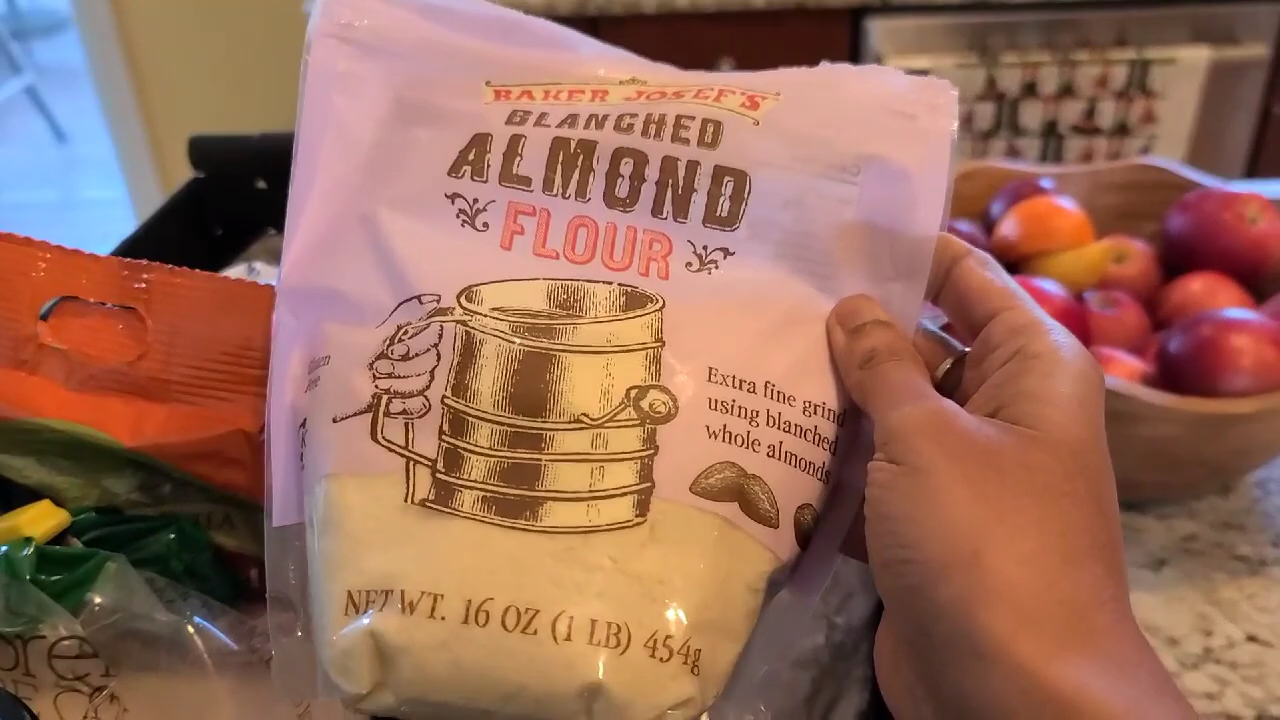 BAKER JOSEF'S
BLANCHED
ALMOND
FLOUR
Extra fine grind
using blanched
whole almonds
NET WT. 16 OZ (1 LB) 454g